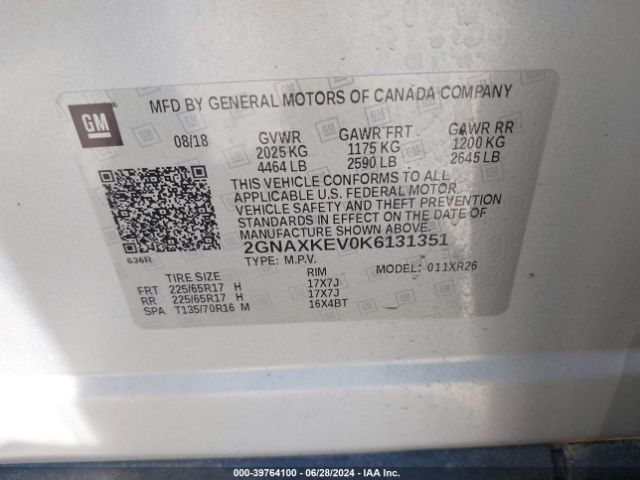 GM
MFD BY GENERAL MOTORS OF CANADA COMPANY
08/18 GVWR GAWR FRT GAWR RR
2025 KG 1175 KG 1200 KG
4464 LB 2590 LB 2645 LB
THIS VEHICLE CONFORMS TO ALL
APPLICABLE U.S. FEDERAL MOTOR
VEHICLE SAFETY AND THEFT PREVENTION
STANDARDS IN EFFECT ON THE DATE OF
MANUFACTURE SHOWN ABOVE.
2GNAXKEV0K6131351
636R
TYPE: M.P.V. MODEL: 011XR26
TIRE SIZE RIM
FRT 225/65R17 H 17X7J
RR 225/65R17 H 17X7J
SPA T135/70R16 M 16X4BT
000-39764100 | 06/28/2024 - IAA Inc.